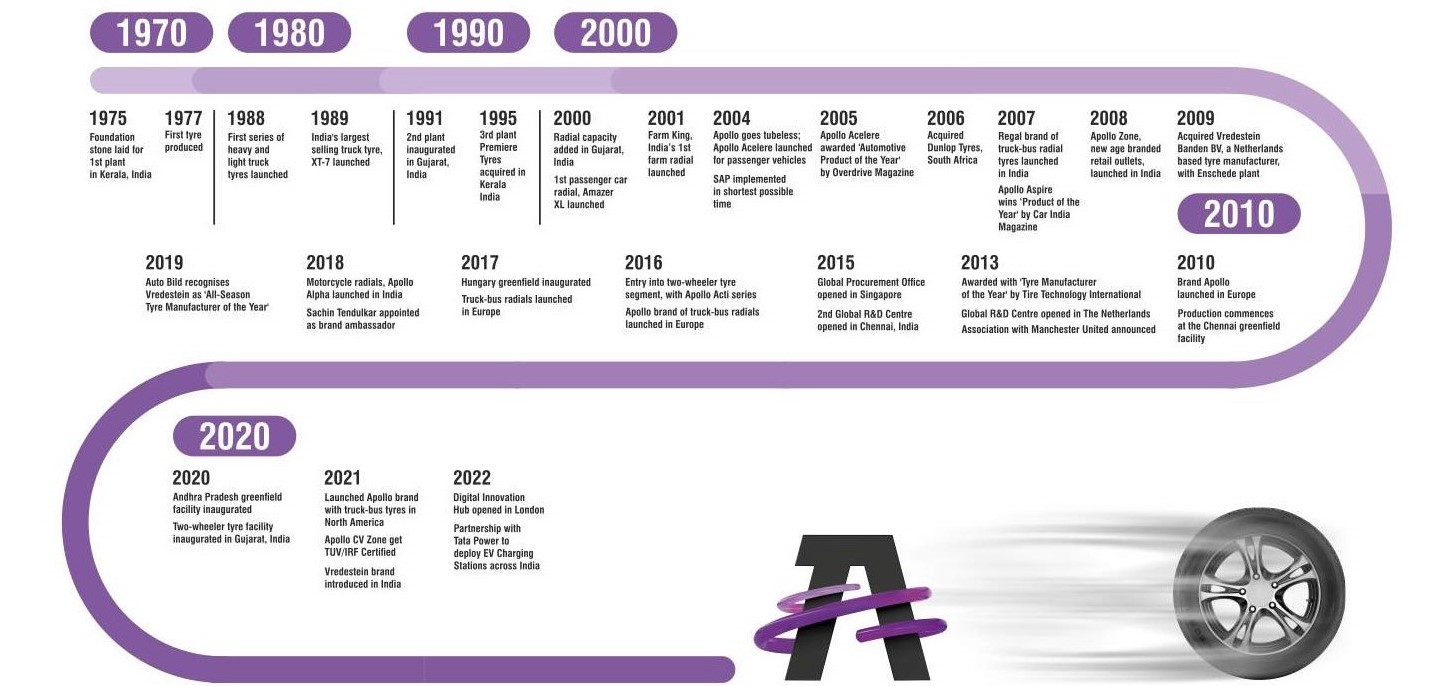 1970
1980
1990
2000
1975
Foundation
stone laid for
1st plant
in Kerala, India
1977
First tyre
produced
1988
First series of
heavy and
light truck
tyres launched
1989
India's largest
selling truck tyre,
XT-7 launched
1991
2nd plant
inaugurated
in Gujarat,
India
1995
3rd plant
Premiere
Tyres
acquired in
Kerala
India
2000
Radial capacity
added in Gujarat,
India
1st passenger car
radial, Amazer
XL launched
2001
Farm King,
India's 1st
farm radial
launched
2004
Apollo goes tubeless;
Apollo Acelere launched
for passenger vehicles
SAP implemented
in shortest possible
time
2005
Apollo Acelere
awarded 'Automotive
Product of the Year'
by Overdrive Magazine
2006
Acquired
Dunlop Tyres,
South Africa
2007
Regal brand of
truck-bus radial
tyres launched
in India
Apollo Aspire
wins 'Product of the
Year' by Car India
Magazine
2008
Apollo Zone,
new age branded
retail outlets,
launched in India
2009
Acquired Vredestein
Banden BV, a Netherlands
based tyre manufacturer,
with Enschede plant
2010
2019
Auto Bild recognises
Vredestein as 'All-Season
Tyre Manufacturer of the Year'
2018
Motorcycle radials, Apollo
Alpha launched in India
Sachin Tendulkar appointed
as brand ambassador
2017
Hungary greenfield inaugurated
Truck-bus radials launched
in Europe
2016
Entry into two-wheeler tyre
segment, with Apollo Acti series
Apollo brand of truck-bus radials
launched in Europe
2015
Global Procurement Office
opened in Singapore
2nd Global R&D Centre
opened in Chennai, India
2013
Awarded with 'Tyre Manufacturer
of the Year' by Tire Technology International
Global R&D Centre opened in The Netherlands
Association with Manchester United announced
2010
Brand Apollo
launched in Europe
Production commences
at the Chennai greenfield
facility
2020
2020
Andhra Pradesh greenfield
facility inaugurated
Two-wheeler tyre facility
inaugurated in Gujarat, India
2021
Launched Apollo brand
with truck-bus tyres in
North America
Apollo CV Zone get
TUV/IRF Certified
Vredestein brand
introduced in India
2022
Digital Innovation
Hub opened in London
Partnership with
Tata Power to
deploy EV Charging
Stations across India